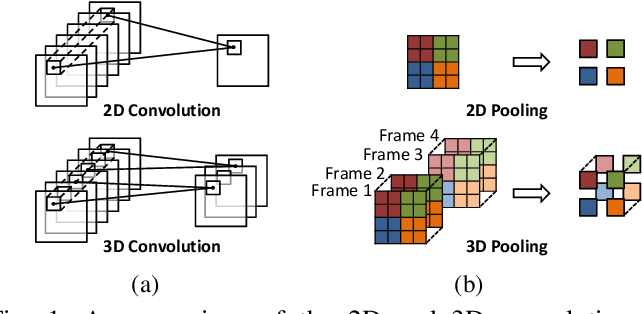 2D Convolution
3D Convolution
(a)
2D Pooling
Frame 4
Frame 3
Frame 2
Frame 1
3D Pooling
(b)